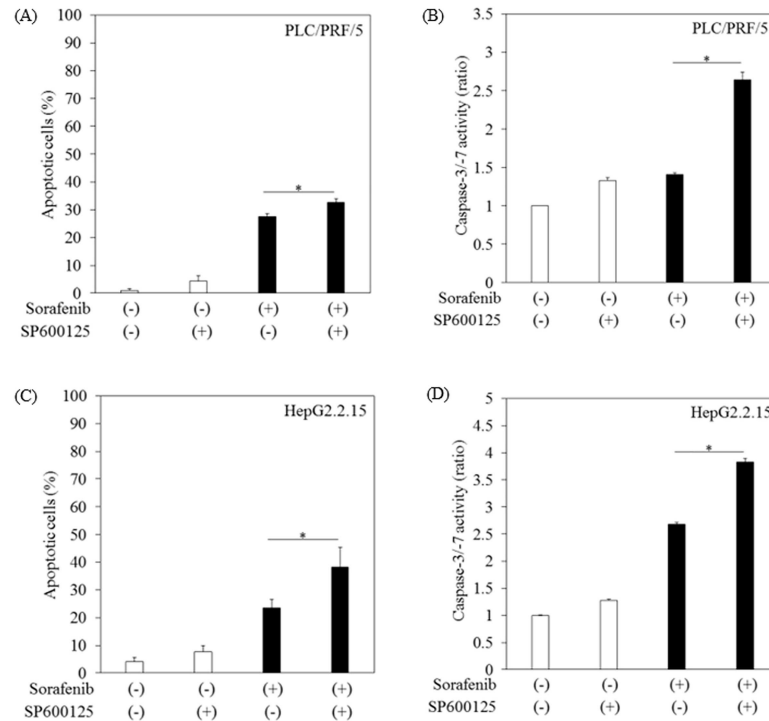 (A)
PLC/PRF/5
Apoptotic cells (%)
100
90
80
70
60
50
40
30
20
10
0
*
Sorafenib (-) (-) (+) (+)
SP600125 (-) (+) (-) (+)
(B)
PLC/PRF/5
Caspase-3/-7 activity (ratio)
3.5
3
2.5
2
1.5
1
0.5
0
*
Sorafenib (-) (-) (+) (+)
SP600125 (-) (+) (-) (+)
(C)
HepG2.2.15
Apoptotic cells (%)
100
90
80
70
60
50
40
30
20
10
0
*
Sorafenib (-) (-) (+) (+)
SP600125 (-) (+) (-) (+)
(D)
HepG2.2.15
Caspase-3/-7 activity (ratio)
5
4.5
4
3.5
3
2.5
2
1.5
1
0.5
0
*
Sorafenib (-) (-) (+) (+)
SP600125 (-) (+) (-) (+)